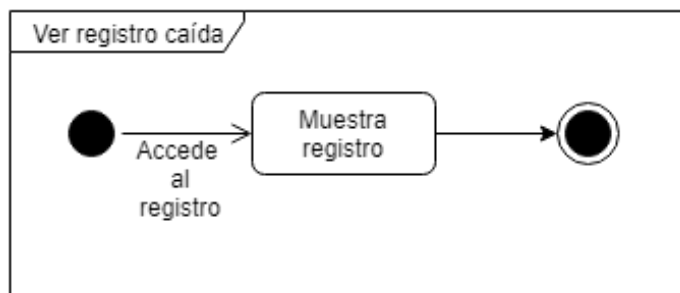 Ver registro caída
Muestra
registro
Accede
al
registro